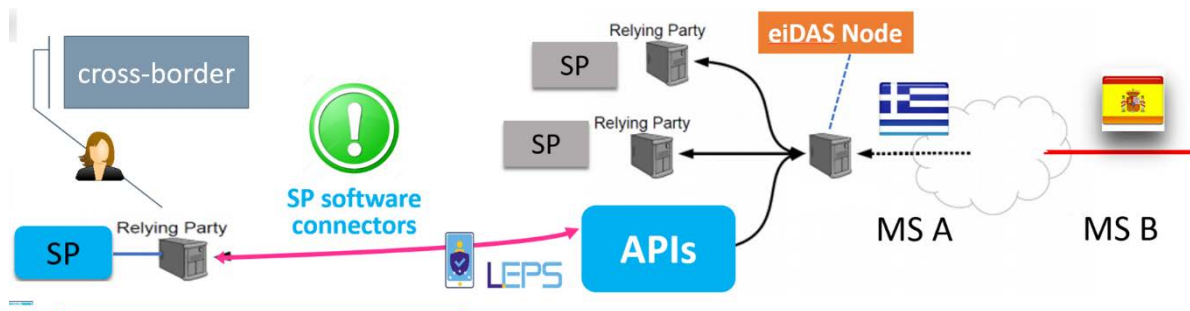 Relying Party
eiDAS Node
cross-border
SP
Relying Party
SP
SP software
connectors
Relying Party
SP
APIs
LEPS
MS A
MS B